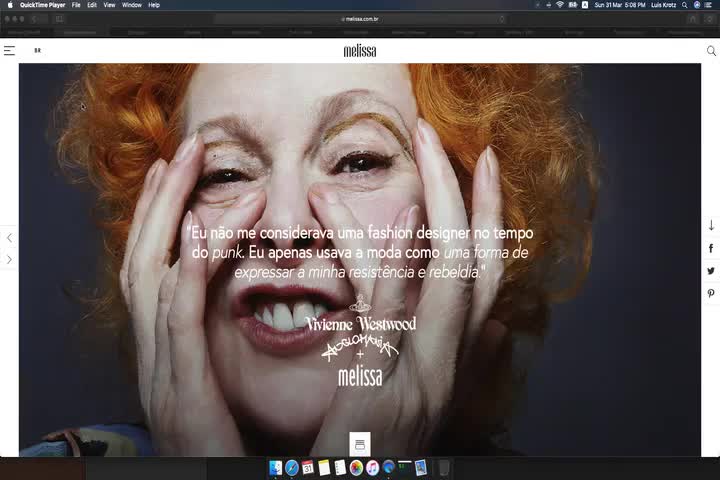 QuickTime Player File Edit View Window Help
Sun 31 Mar 5:08 PM Luis Krotz
melissa.com.br
BR
melissa
"Eu não me considerava uma fashion designer no tempo
do punk. Eu apenas usava a moda como uma forma de
expressar a minha resistência e rebeldia."
Vivienne Westwood
ANGLOMANIA
+
melissa